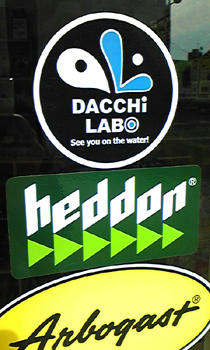 DACCHi
LABO
See you on the water!
heddon®
Arbogast®